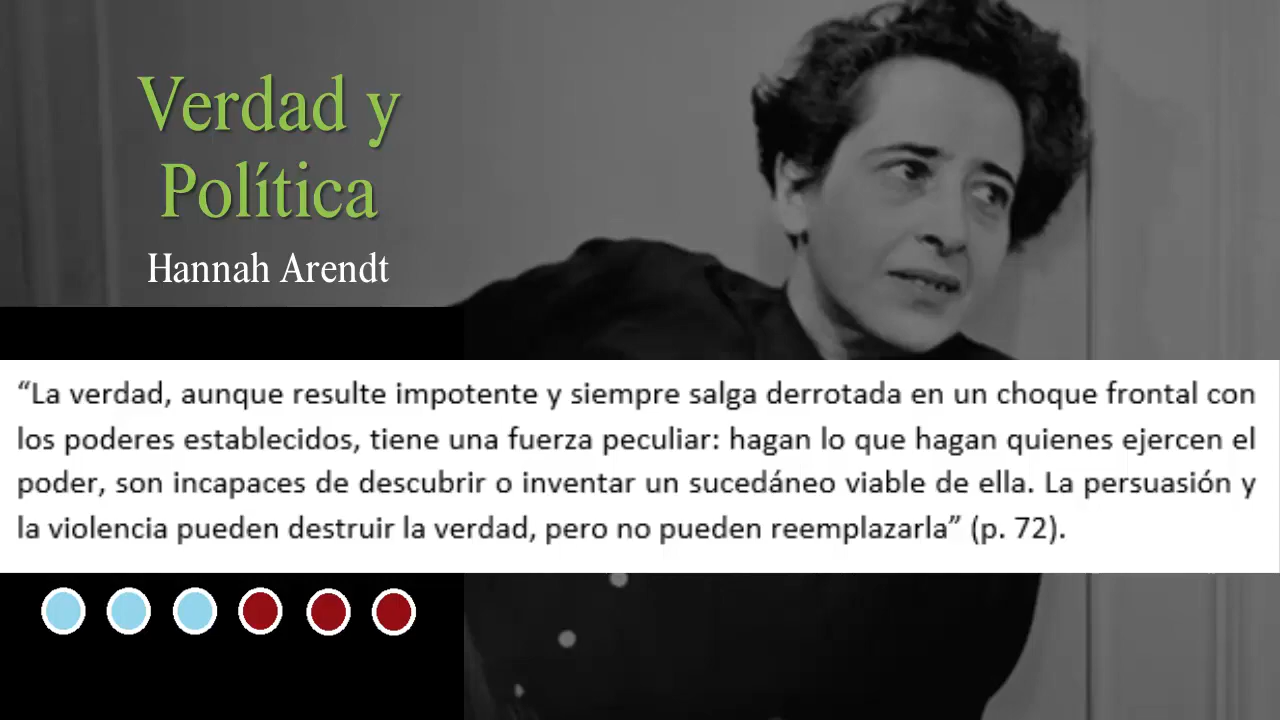 Verdad y
Política
Hannah Arendt
“La verdad, aunque resulte impotente y siempre salga derrotada en un choque frontal con
los poderes establecidos, tiene una fuerza peculiar: hagan lo que hagan quienes ejercen el
poder, son incapaces de descubrir o inventar un sucedáneo viable de ella. La persuasión y
la violencia pueden destruir la verdad, pero no pueden reemplazarla” (p. 72).